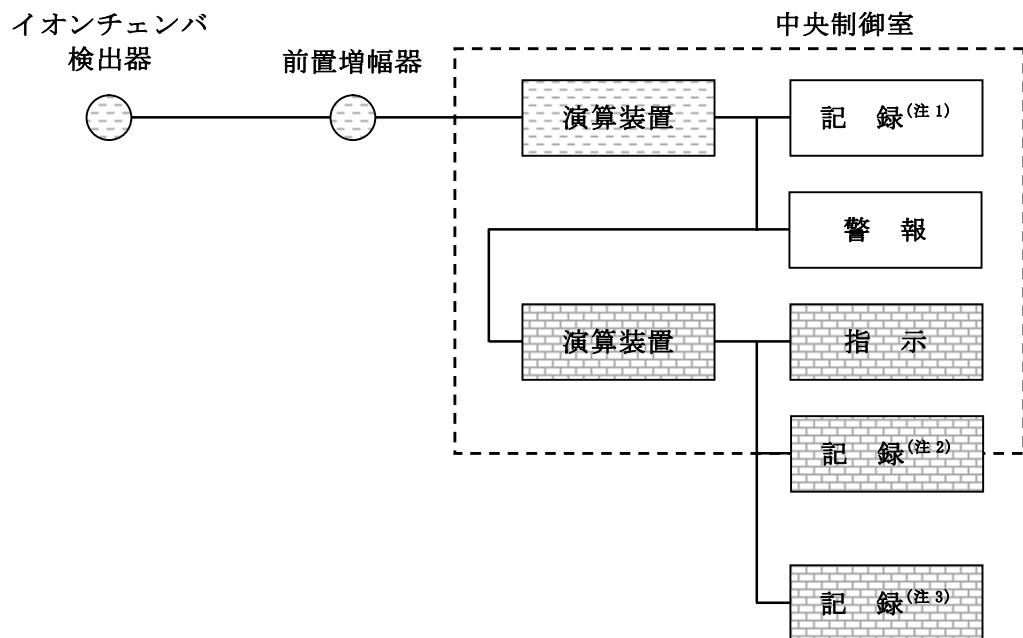 イオンチェンバ
検出器
前置増幅器
中央制御室
演算装置
記 録(注1)
警 報
演算装置
指 示
記 録(注2)
記 録(注3)